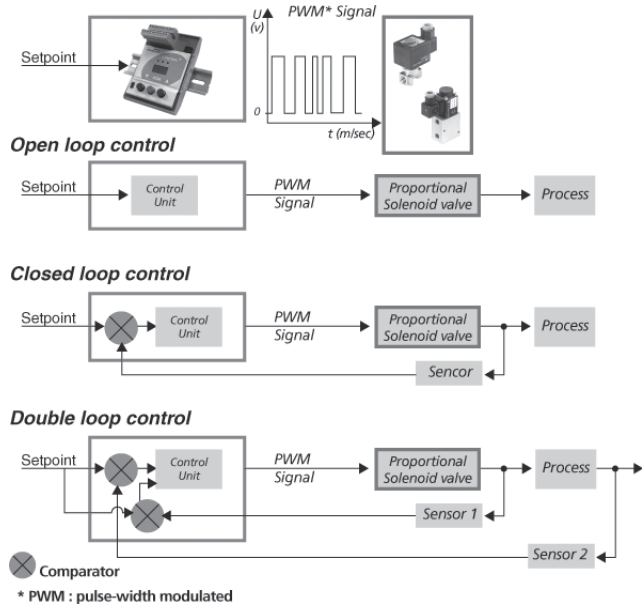 PWM* Signal
U
(v)
Setpoint
0
t (m/sec)
Open loop control
Setpoint
Control
Unit
PWM
Signal
Proportional
Solenoid valve
Process
Closed loop control
Setpoint
Control
Unit
PWM
Signal
Proportional
Solenoid valve
Process
Sencor
Double loop control
Setpoint
Control
Unit
PWM
Signal
Proportional
Solenoid valve
Process
Sensor 1
Sensor 2
Comparator
* PWM : pulse-width modulated